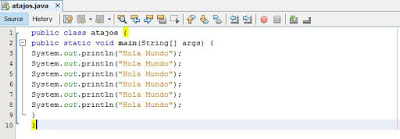 atajos.java
Source History
1 public class atajos {
2 public static void main(String[] args) {
3 System.out.println("Hola Mundo");
4 System.out.println("Hola Mundo");
5 System.out.println("Hola Mundo");
6 System.out.println("Hola Mundo");
7 System.out.println("Hola Mundo");
8 System.out.println("Hola Mundo");
9 }
10 }